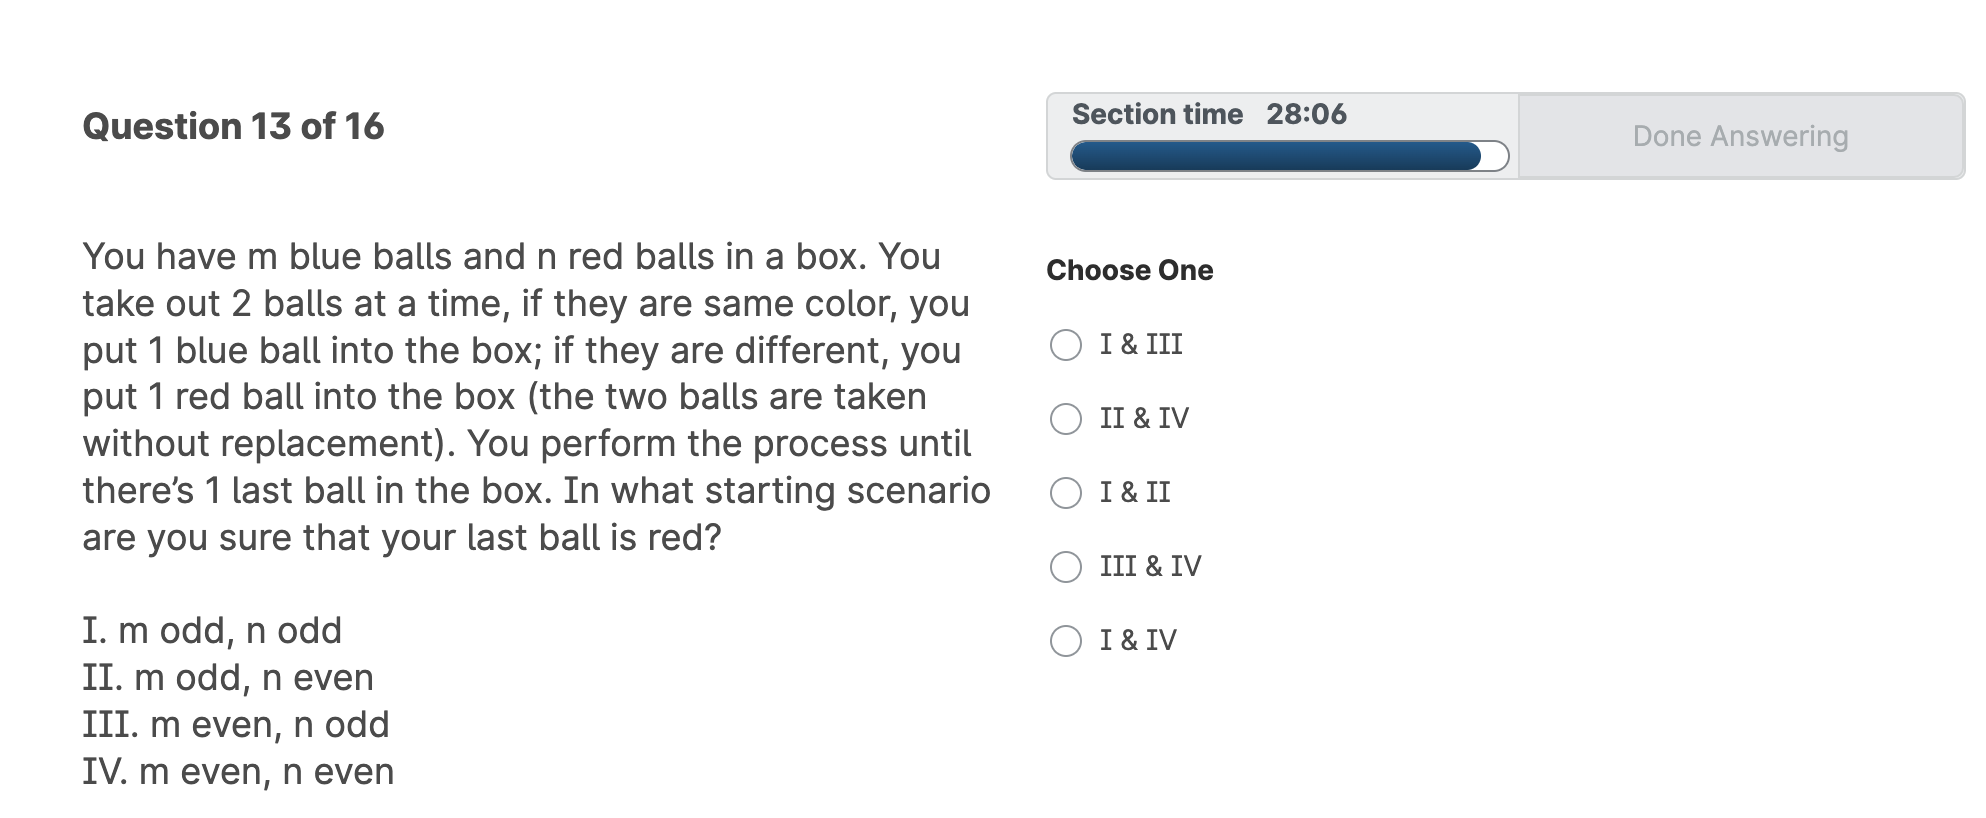 Question 13 of 16
Section time 28:06
Done Answering
You have m blue balls and n red balls in a box. You
take out 2 balls at a time, if they are same color, you
put 1 blue ball into the box; if they are different, you
put 1 red ball into the box (the two balls are taken
without replacement). You perform the process until
there’s 1 last ball in the box. In what starting scenario
are you sure that your last ball is red?
I. m odd, n odd
II. m odd, n even
III. m even, n odd
IV. m even, n even
Choose One
I & III
II & IV
I & II
III & IV
I & IV